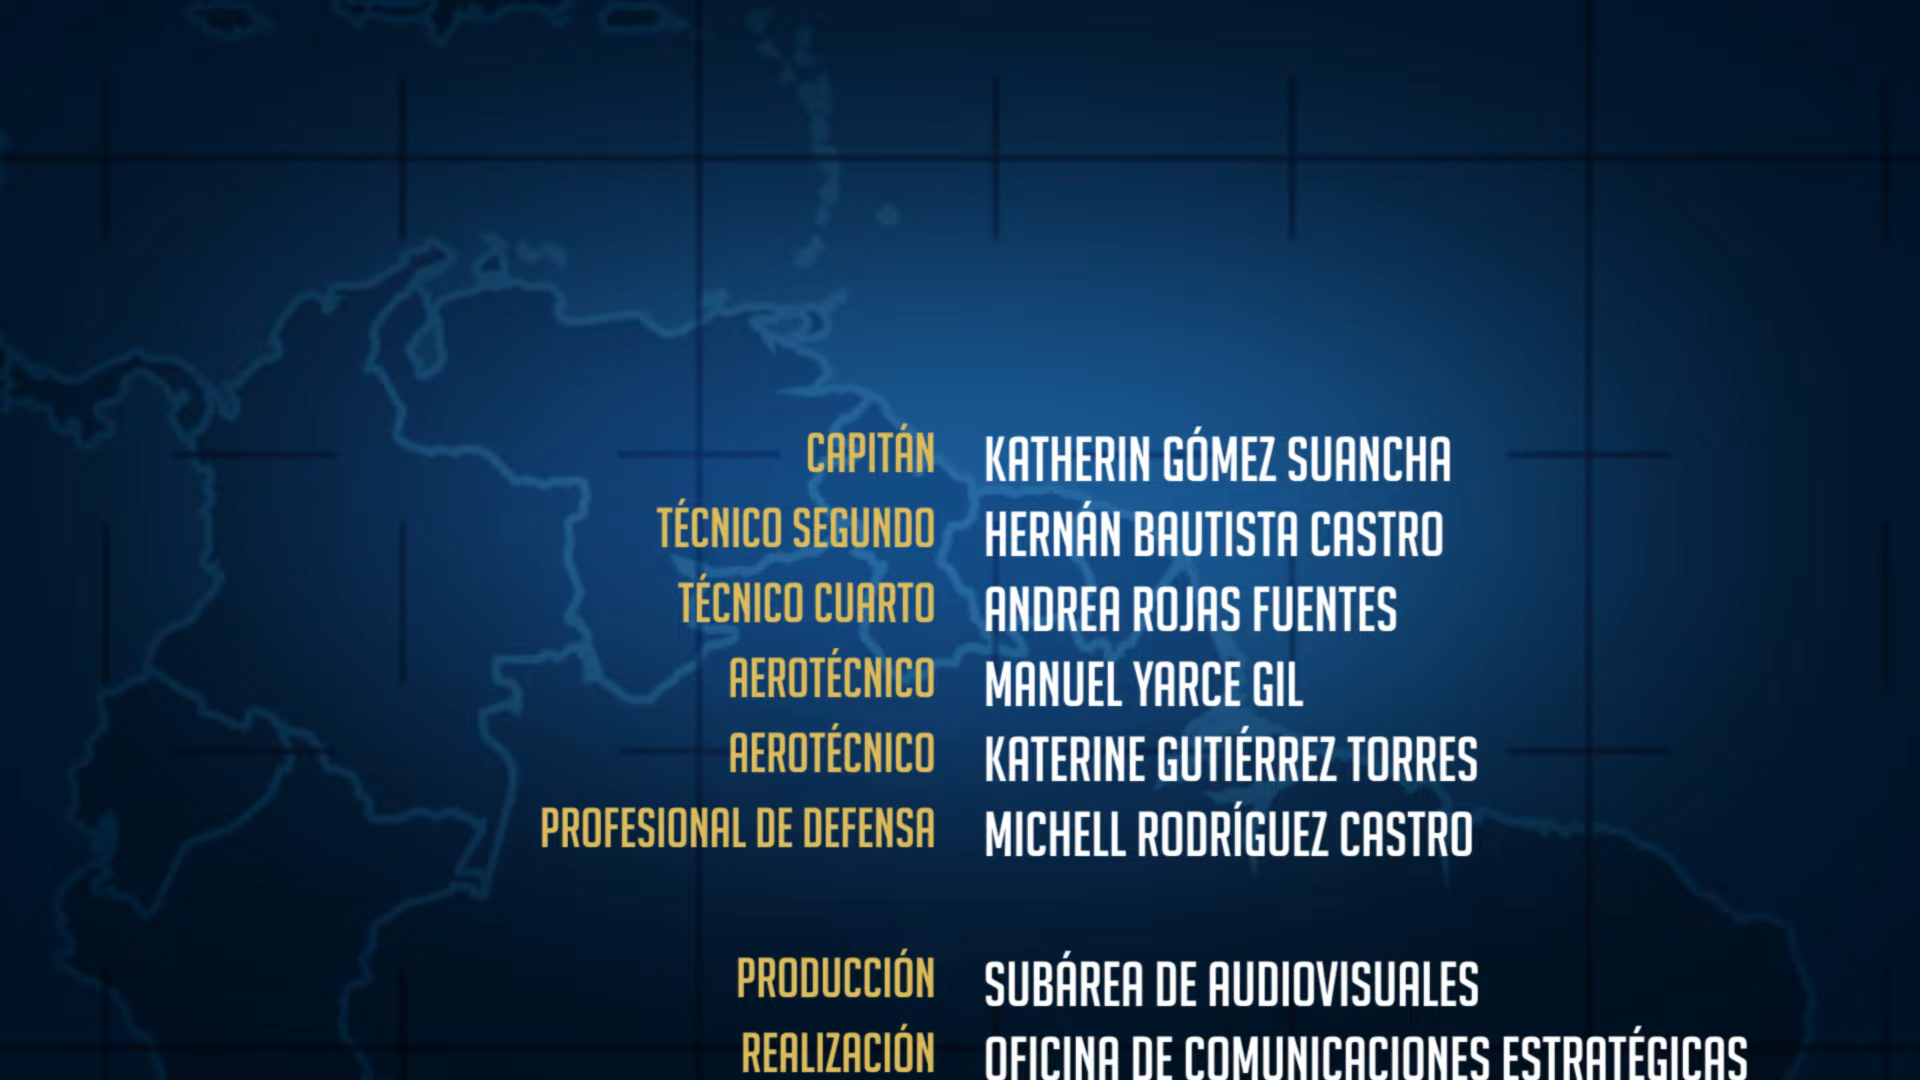 CAPITÁN KATHERIN GÓMEZ SUANCHA
TÉCNICO SEGUNDO HERNÁN BAUTISTA CASTRO
TÉCNICO CUARTO ANDREA ROJAS FUENTES
AEROTÉCNICO MANUEL YARCE GIL
AEROTÉCNICO KATERINE GUTIÉRREZ TORRES
PROFESIONAL DE DEFENSA MICHELL RODRÍGUEZ CASTRO
PRODUCCIÓN SUBÁREA DE AUDIOVISUALES
REALIZACIÓN OFICINA DE COMUNICACIONES ESTRATÉGICAS